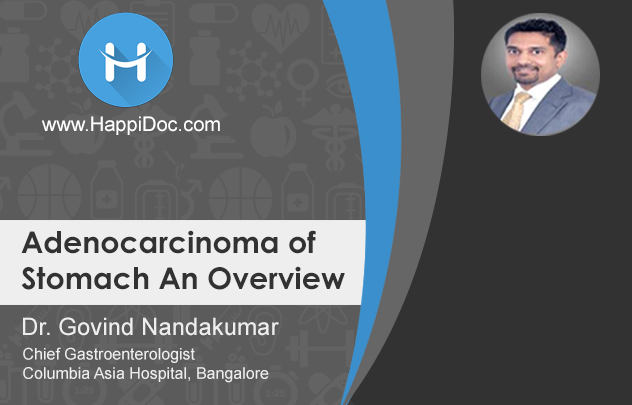 www.HappiDoc.com
Adenocarcinoma of
Stomach An Overview
Dr. Govind Nandakumar
Chief Gastroenterologist
Columbia Asia Hospital, Bangalore